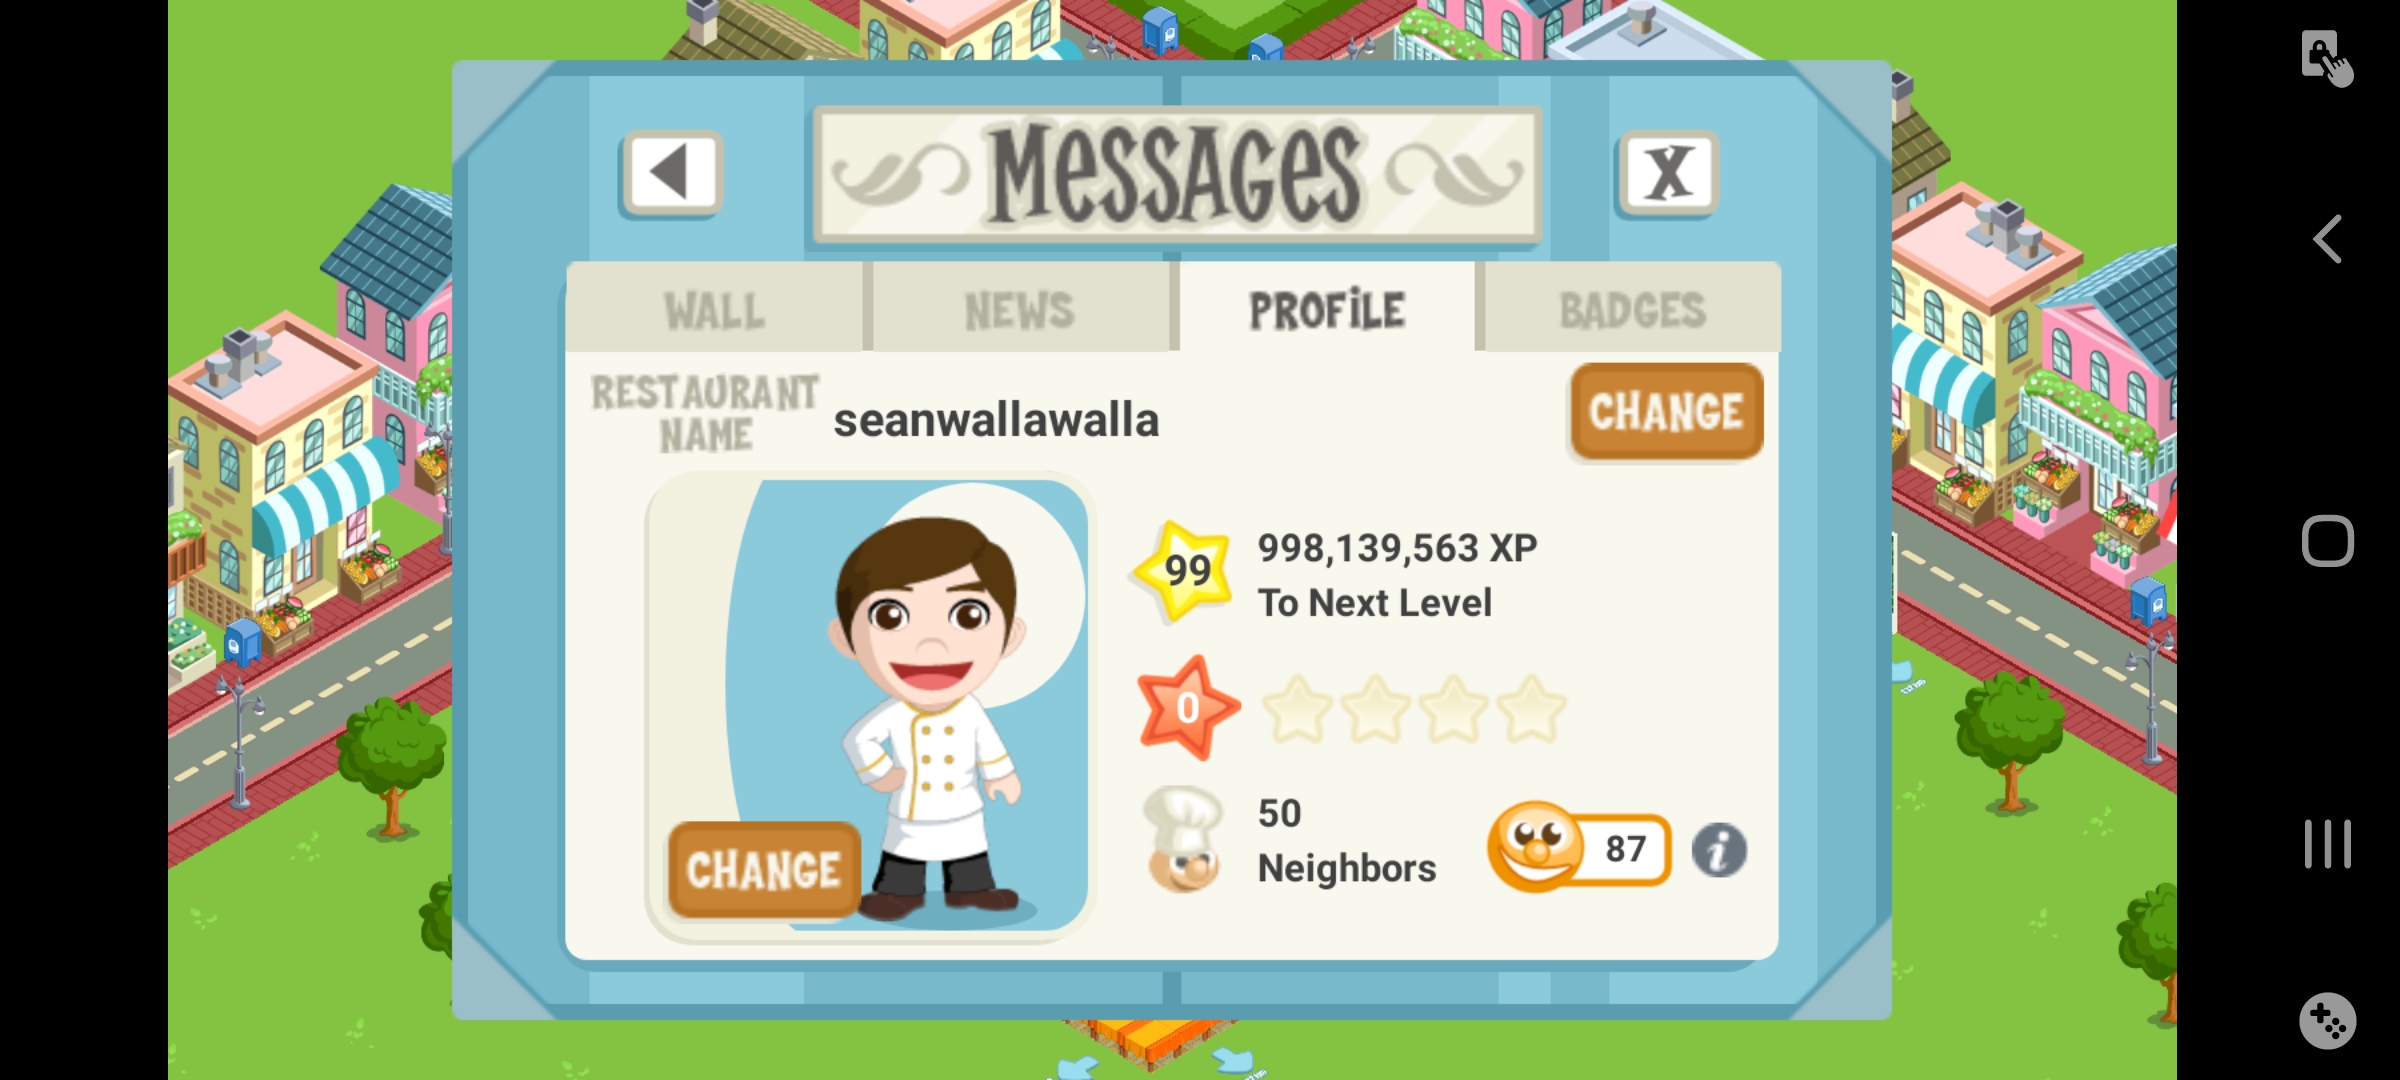 Messages
X
WALL
NEWS
PROFILE
BADGES
RESTAURANT
NAME
seanwallawalla
CHANGE
99
998,139,563 XP
To Next Level
0
50
Neighbors
87
i
CHANGE